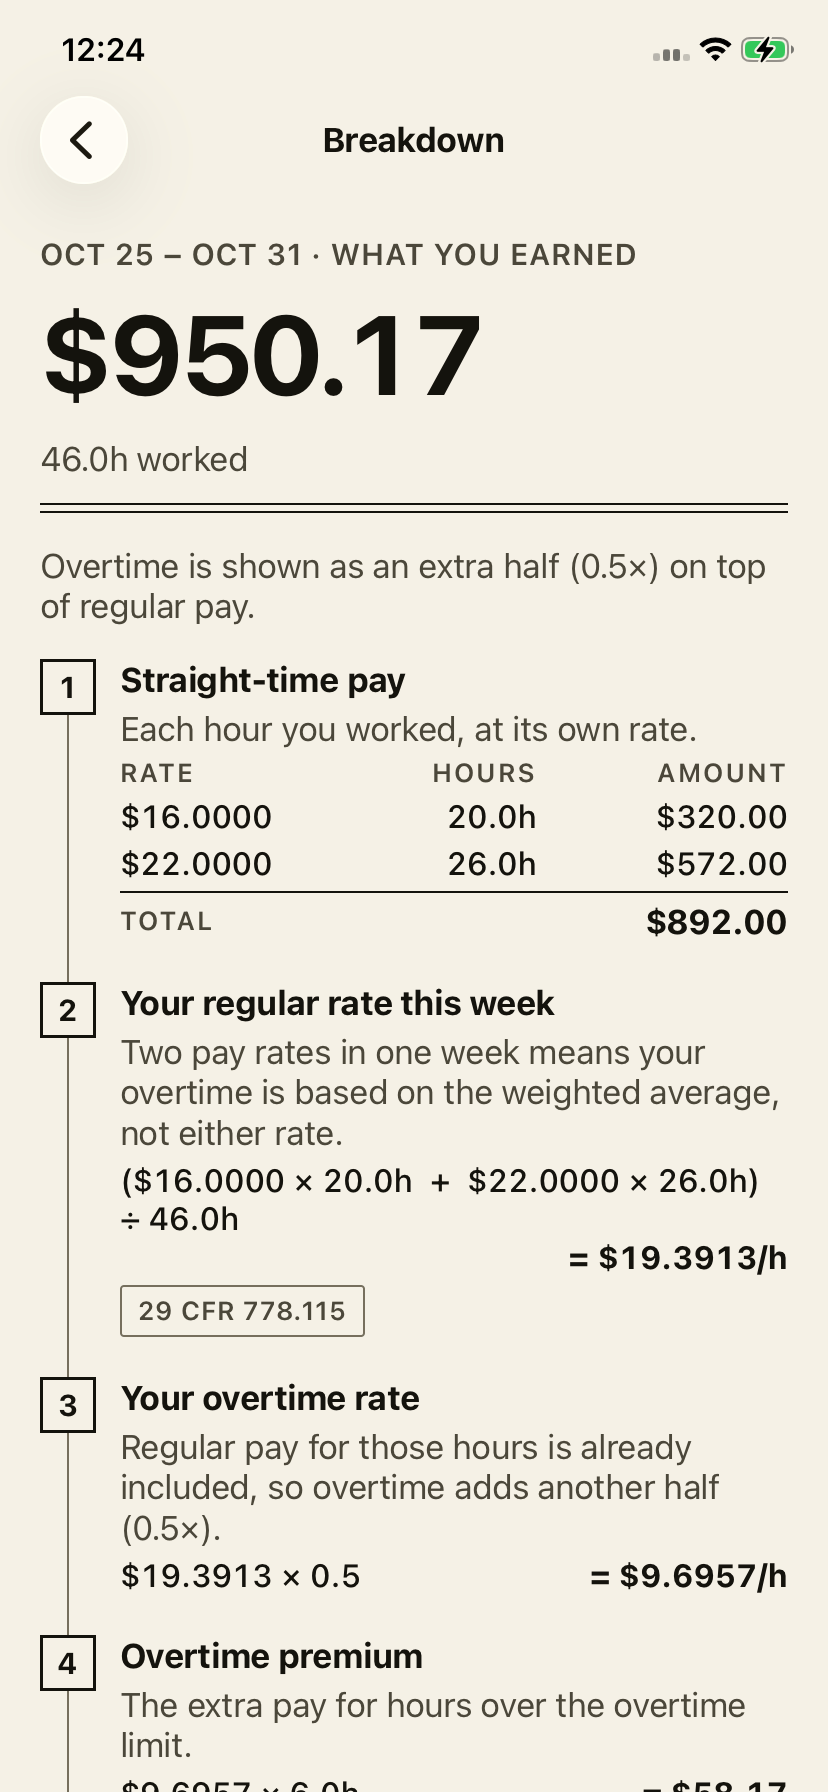 12:24
Breakdown
OCT 25 – OCT 31 · WHAT YOU EARNED
$950.17
46.0h worked
Overtime is shown as an extra half (0.5×) on top
of regular pay.
1 Straight-time pay
Each hour you worked, at its own rate.
RATE HOURS AMOUNT
$16.0000 20.0h $320.00
$22.0000 26.0h $572.00
TOTAL $892.00
2 Your regular rate this week
Two pay rates in one week means your
overtime is based on the weighted average,
not either rate.
($16.0000 × 20.0h + $22.0000 × 26.0h)
÷ 46.0h
= $19.3913/h
29 CFR 778.115
3 Your overtime rate
Regular pay for those hours is already
included, so overtime adds another half
(0.5×).
$19.3913 × 0.5 = $9.6957/h
4 Overtime premium
The extra pay for hours over the overtime
limit.
$9.6957 × 6.0h = $58.17